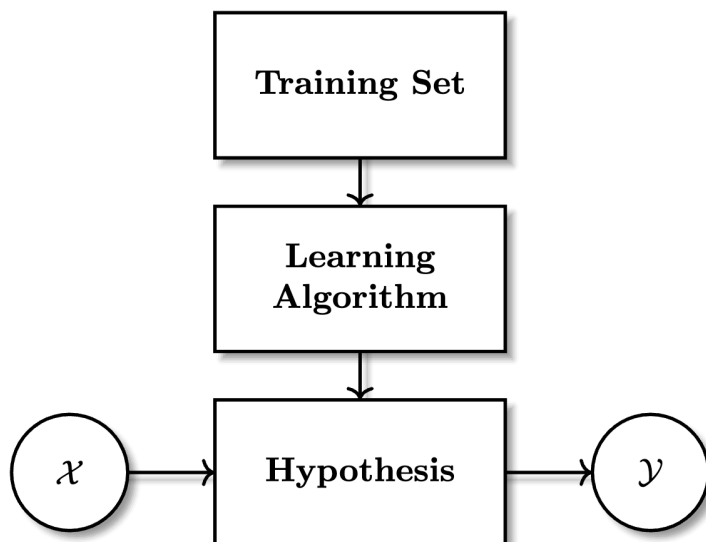 Training Set
Learning
Algorithm
𝒳
Hypothesis
𝒴